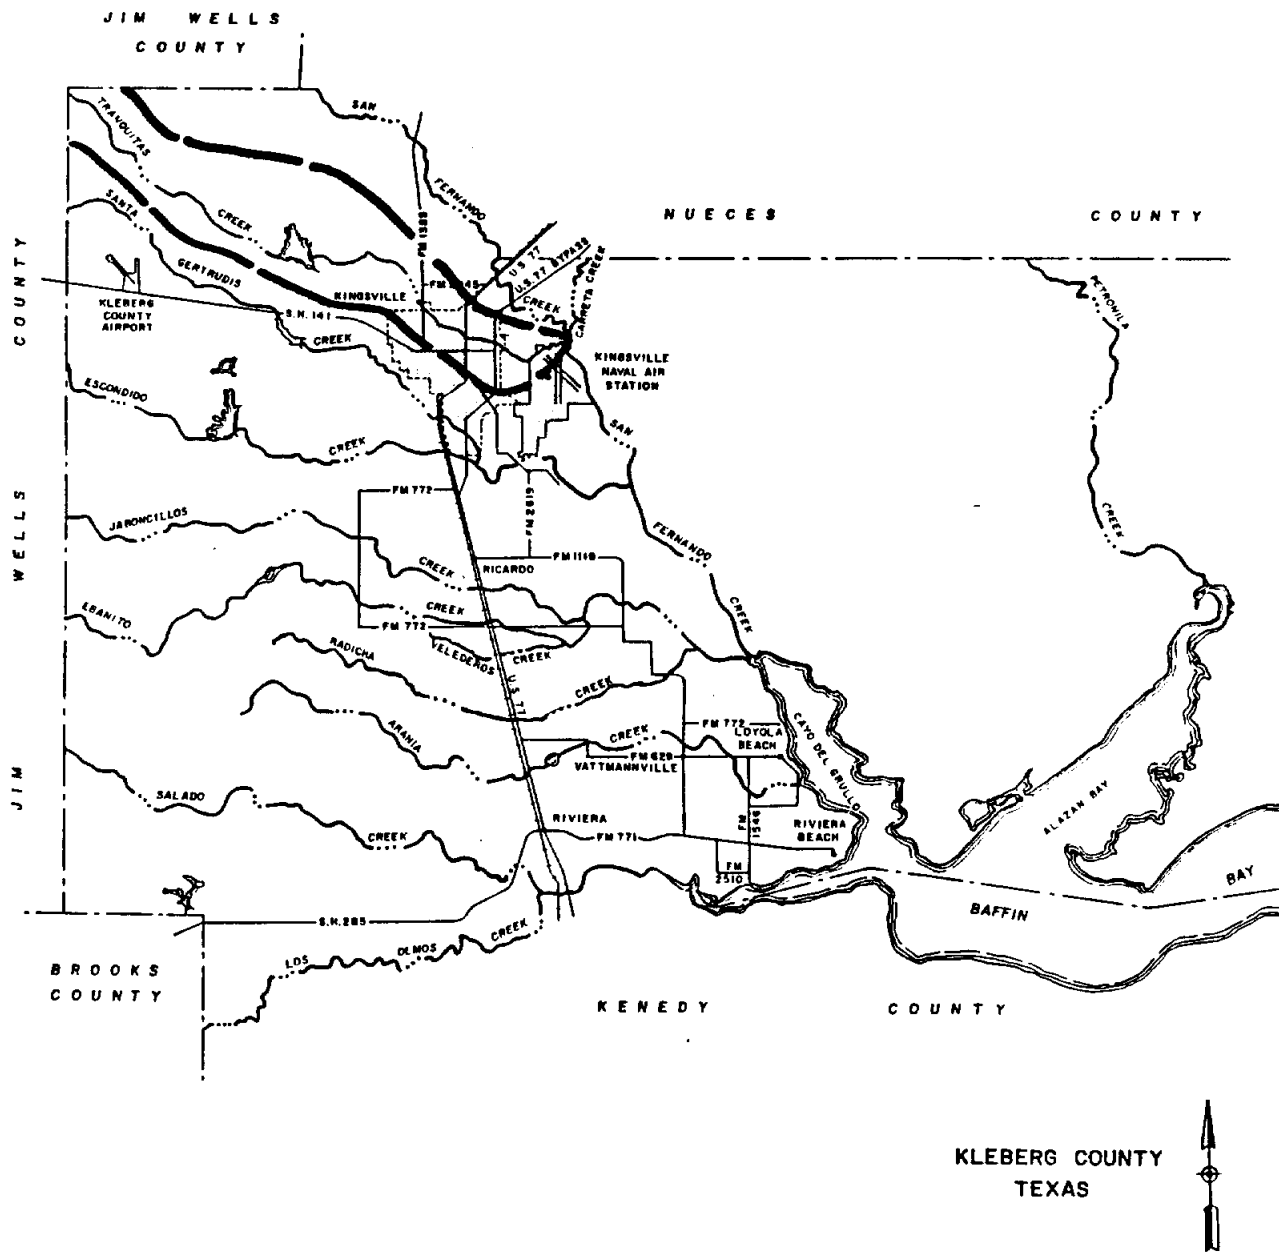 JIM WELLS
COUNTY
SAN
TRANQUITAS
FERNANDO
SANTA
CREEK
NUECES
COUNTY
FM 1355
U.S. 77
U.S. 77 BYPASS
CARRETA CREEK
COUNTY
GERTRUDIS
PETRONILA
KLEBERG
COUNTY
AIRPORT
KINGSVILLE
CREEK
S.H. 141
CREEK
KINGSVILLE
NAVAL AIR
STATION
ESCONDIDO
SAN
CREEK
WELLS
FM 772
FM 2619
CREEK
JABONCILLOS
FERNANDO
FM 1118
CREEK
RICARDO
EBANITO
CREEK
CREEK
FM 772
RADICHA
VELEDEROS
CREEK
U.S. 77
CREEK
ARANIA
CREEK
FM 772
LOYOLA
BEACH
CAYO DEL GRULLO
FM 628
VATTMANNVILLE
JIM
SALADO
ALAZAN BAY
CREEK
RIVIERA
FM 771
FM
1546
RIVIERA
BEACH
FM
2510
BAY
BAFFIN
S.H. 285
CREEK
LOS
OLMOS
BROOKS
COUNTY
KENEDY
COUNTY
KLEBERG COUNTY
TEXAS